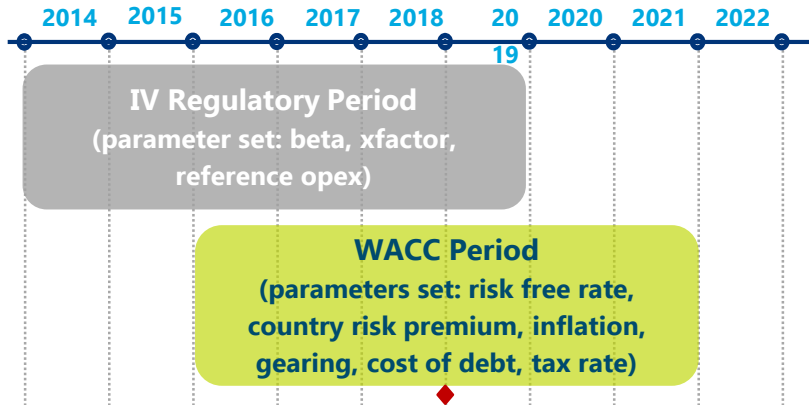 2014 2015 2016 2017 2018 20 2020 2021 2022
19
IV Regulatory Period
(parameter set: beta, xfactor,
reference opex)
WACC Period
(parameters set: risk free rate,
country risk premium, inflation,
gearing, cost of debt, tax rate)